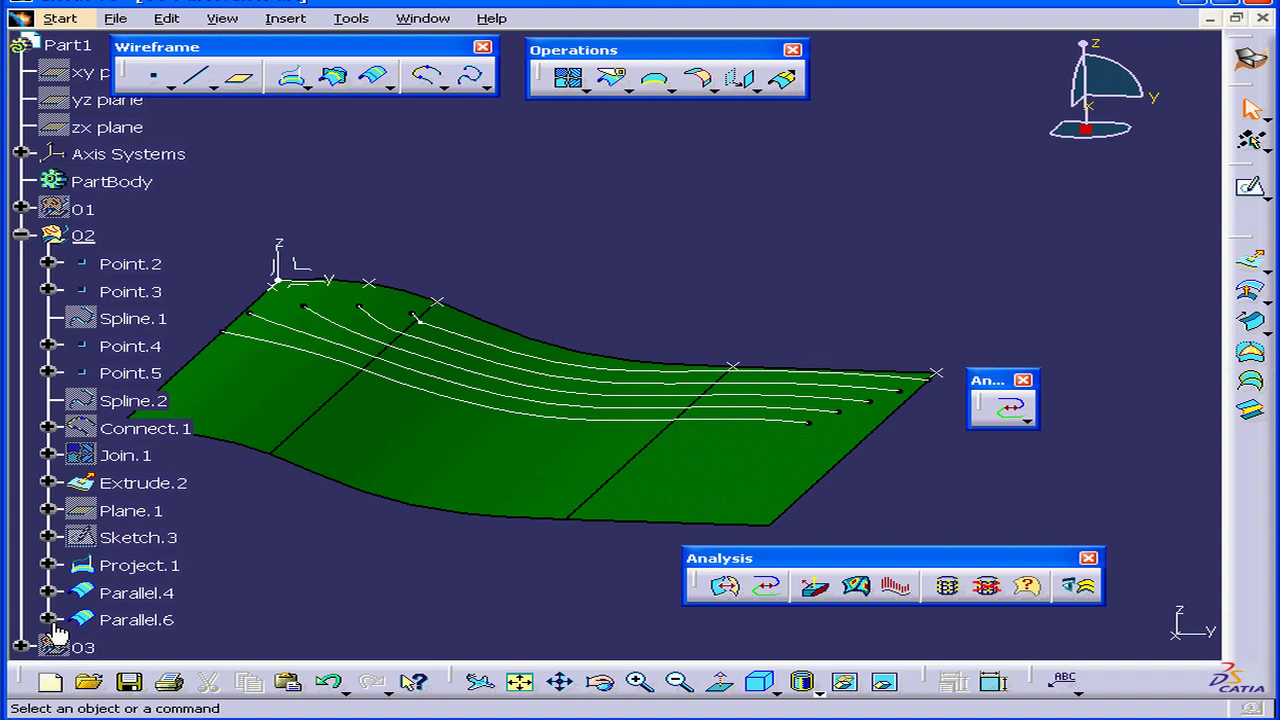 Start File Edit View Insert Tools Window Help
Part1
Wireframe
Operations
xy p
yz plane
zx plane
Axis Systems
PartBody
01
02
Point.2
Point.3
Spline.1
Point.4
Point.5
Spline.2
Connect.1
Join.1
Extrude.2
Plane.1
Sketch.3
Project.1
Parallel.4
Parallel.6
03
z
y
x
z
y
An...
Analysis
z
y
x
ABC
DS
CATIA
Select an object or a command